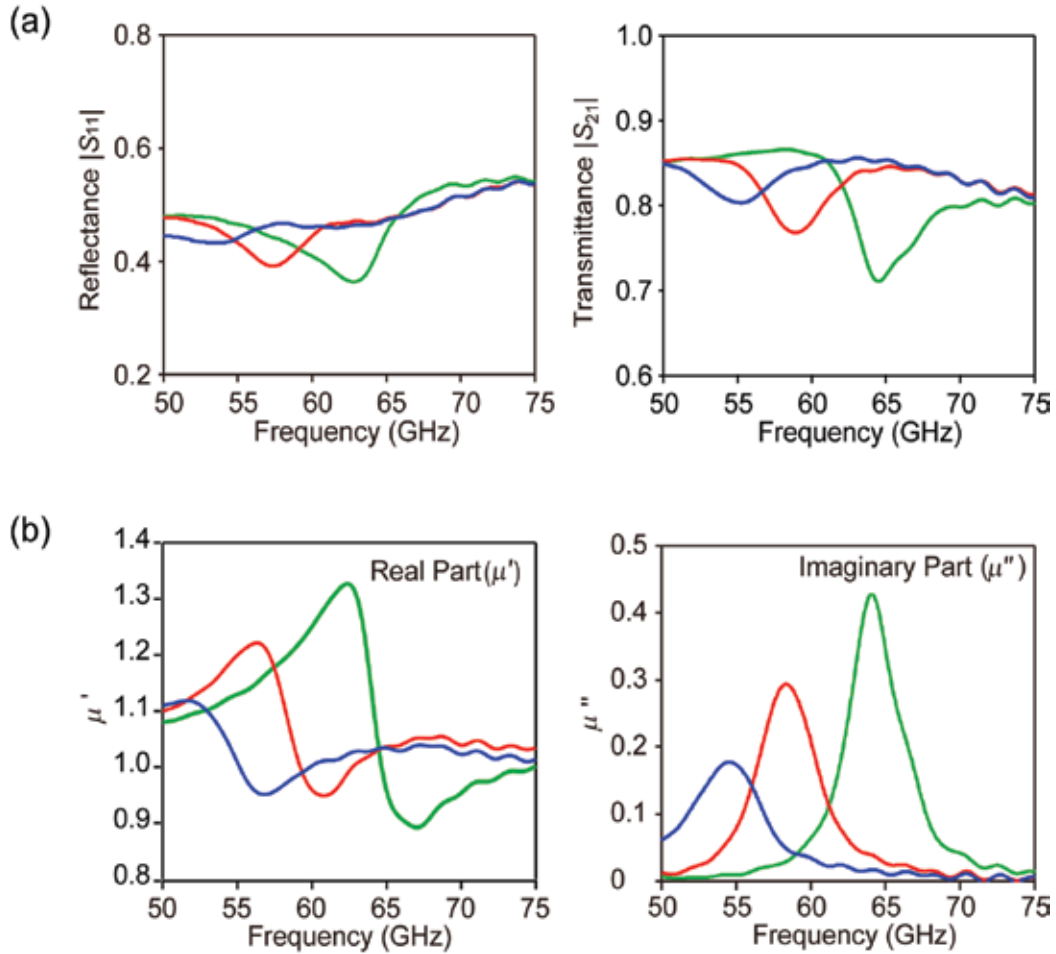 (a)
Reflectance |S11|
0.8
0.6
0.4
0.2
50 55 60 65 70 75
Frequency (GHz)
Transmittance |S21|
1.0
0.9
0.8
0.7
0.6
50 55 60 65 70 75
Frequency (GHz)
(b)
μ'
1.4
1.3
1.2
1.1
1.0
0.9
0.8
Real Part(μ')
50 55 60 65 70 75
Frequency (GHz)
μ"
0.5
0.4
0.3
0.2
0.1
0
Imaginary Part (μ")
50 55 60 65 70 75
Frequency (GHz)